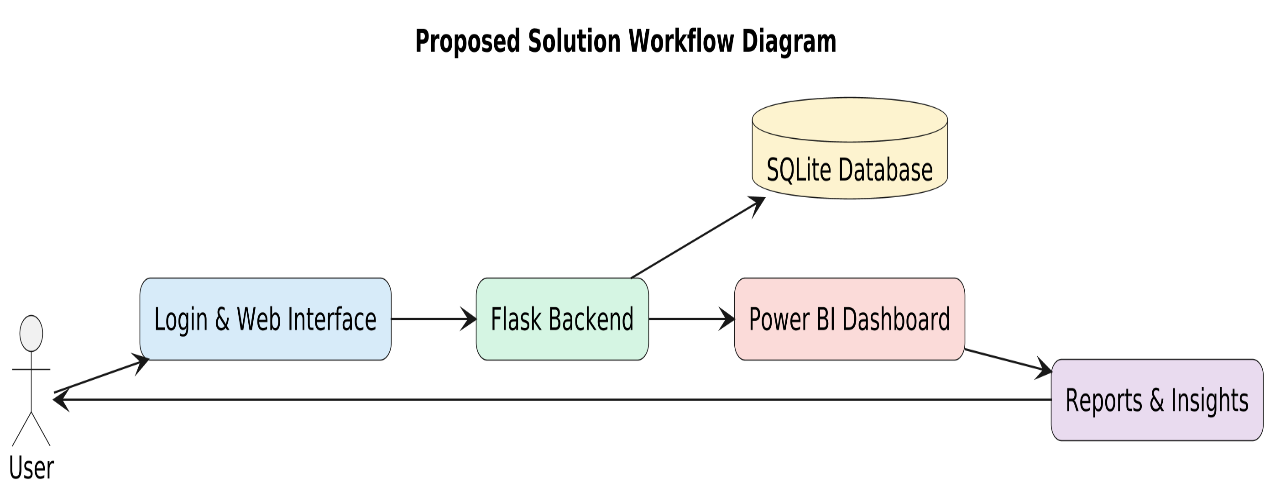 Proposed Solution Workflow Diagram
SQLite Database
Login & Web Interface
Flask Backend
Power BI Dashboard
Reports & Insights
User